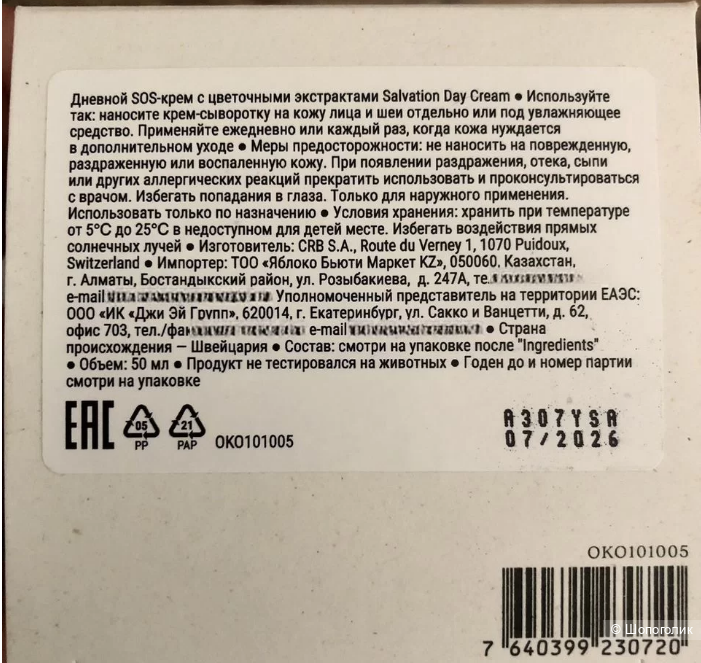 Дневной SOS-крем с цветочными экстрактами Salvation Day Cream ● Используйте
так: наносите крем-сыворотку на кожу лица и шеи отдельно или под увлажняющее
средство. Применяйте ежедневно или каждый раз, когда кожа нуждается
в дополнительном уходе ● Меры предосторожности: не наносить на поврежденную,
раздраженную или воспаленную кожу. При появлении раздражения, отека, сыпи
или других аллергических реакций прекратить использовать и проконсультироваться
с врачом. Избегать попадания в глаза. Только для наружного применения.
Использовать только по назначению ● Условия хранения: хранить при температуре
от 5°C до 25°C в недоступном для детей месте. Избегать воздействия прямых
солнечных лучей ● Изготовитель: CRB S.A., Route du Verney 1, 1070 Puidoux,
Switzerland ● Импортер: ТОО «Яблоко Бьюти Маркет KZ», 050060, Казахстан,
г. Алматы, Бостандыкский район, ул. Розыбакиева, д. 247А, те
e-mail Уполномоченный представитель на территории ЕАЭС:
ООО «ИК «Джи Эй Групп», 620014, г. Екатеринбург, ул. Сакко и Ванцетти, д. 62,
офис 703, тел./фа e-mail ● Страна
происхождения — Швейцария ● Состав: смотри на упаковке после "Ingredients"
● Объем: 50 мл ● Продукт не тестировался на животных ● Годен до и номер партии
смотри на упаковке
EAC 05 PP 21 PAP OKO101005
A307YSA
07/2026
OKO101005
© Шопоголик
7 640399 230720